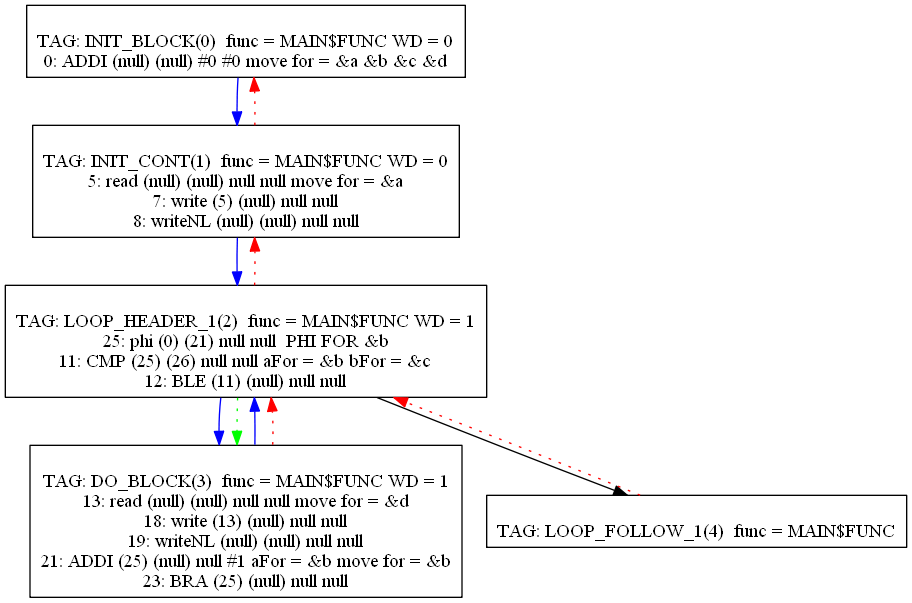 TAG: INIT_BLOCK(0)  func = MAIN$FUNC WD = 0
0: ADDI (null) (null) #0 #0 move for = &a &b &c &d
TAG: INIT_CONT(1)  func = MAIN$FUNC WD = 0
5: read (null) (null) null null move for = &a
7: write (5) (null) null null
8: writeNL (null) (null) null null
TAG: LOOP_HEADER_1(2)  func = MAIN$FUNC WD = 1
25: phi (0) (21) null null  PHI FOR &b
11: CMP (25) (26) null null aFor = &b bFor = &c
12: BLE (11) (null) null null
TAG: DO_BLOCK(3)  func = MAIN$FUNC WD = 1
13: read (null) (null) null null move for = &d
18: write (13) (null) null null
19: writeNL (null) (null) null null
21: ADDI (25) (null) null #1 aFor = &b move for = &b
23: BRA (25) (null) null null
TAG: LOOP_FOLLOW_1(4)  func = MAIN$FUNC